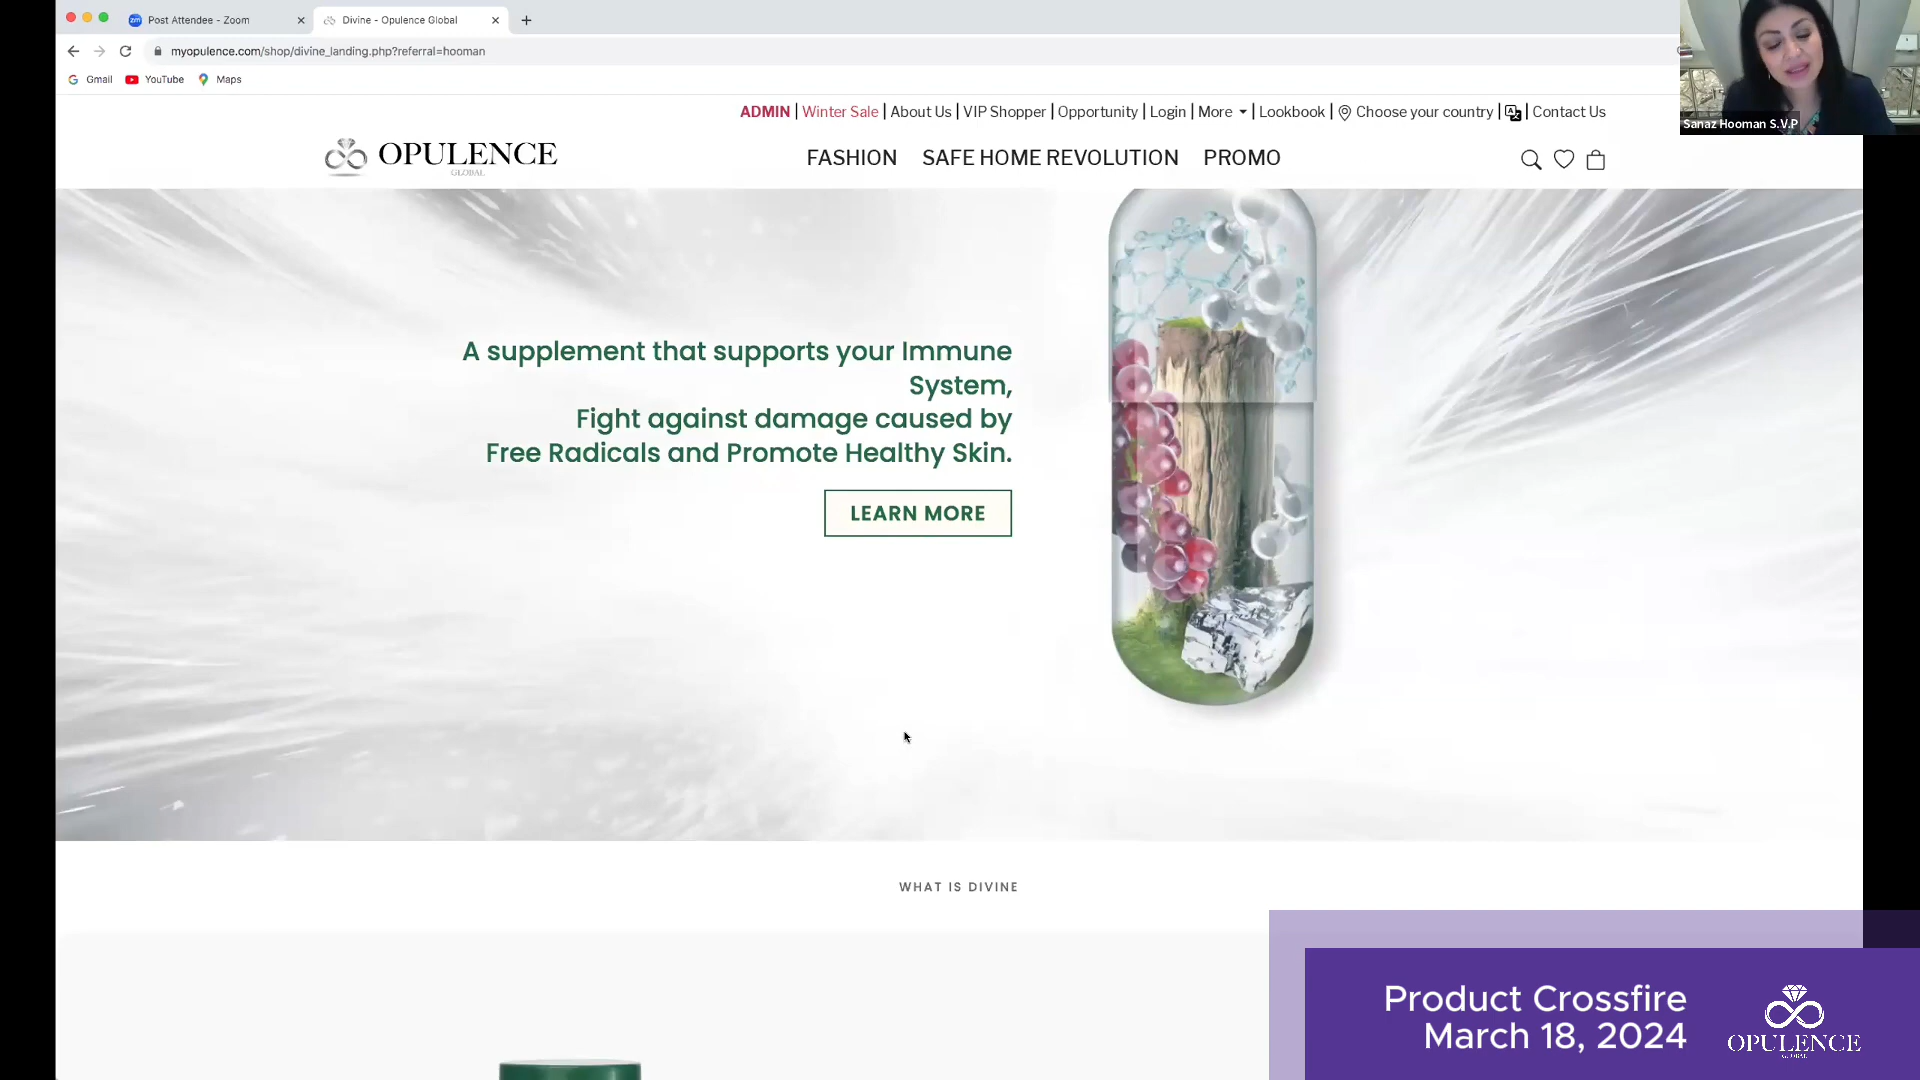 Post Attendee - Zoom
Divine - Opulence Global
myopulence.com/shop/divine_landing.php?referral=hooman
Gmail YouTube Maps
Sanaz Hooman S.V.P
ADMIN | Winter Sale | About Us | VIP Shopper | Opportunity | Login | More | Lookbook | Choose your country | | Contact Us
OPULENCE
GLOBAL
FASHION SAFE HOME REVOLUTION PROMO
A supplement that supports your Immune
System,
Fight against damage caused by
Free Radicals and Promote Healthy Skin.
LEARN MORE
WHAT IS DIVINE
Product Crossfire
March 18, 2024
OPULENCE
GLOBAL